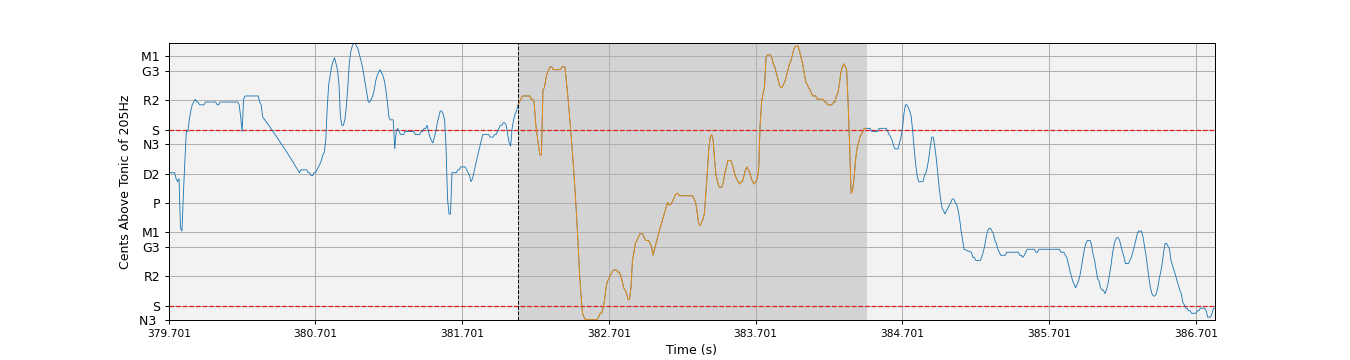 M1
G3
R2
S
N3
D2
P
M1
G3
R2
S
N3
Cents Above Tonic of 205Hz
379.701 380.701 381.701 382.701 383.701 384.701 385.701 386.701
Time (s)